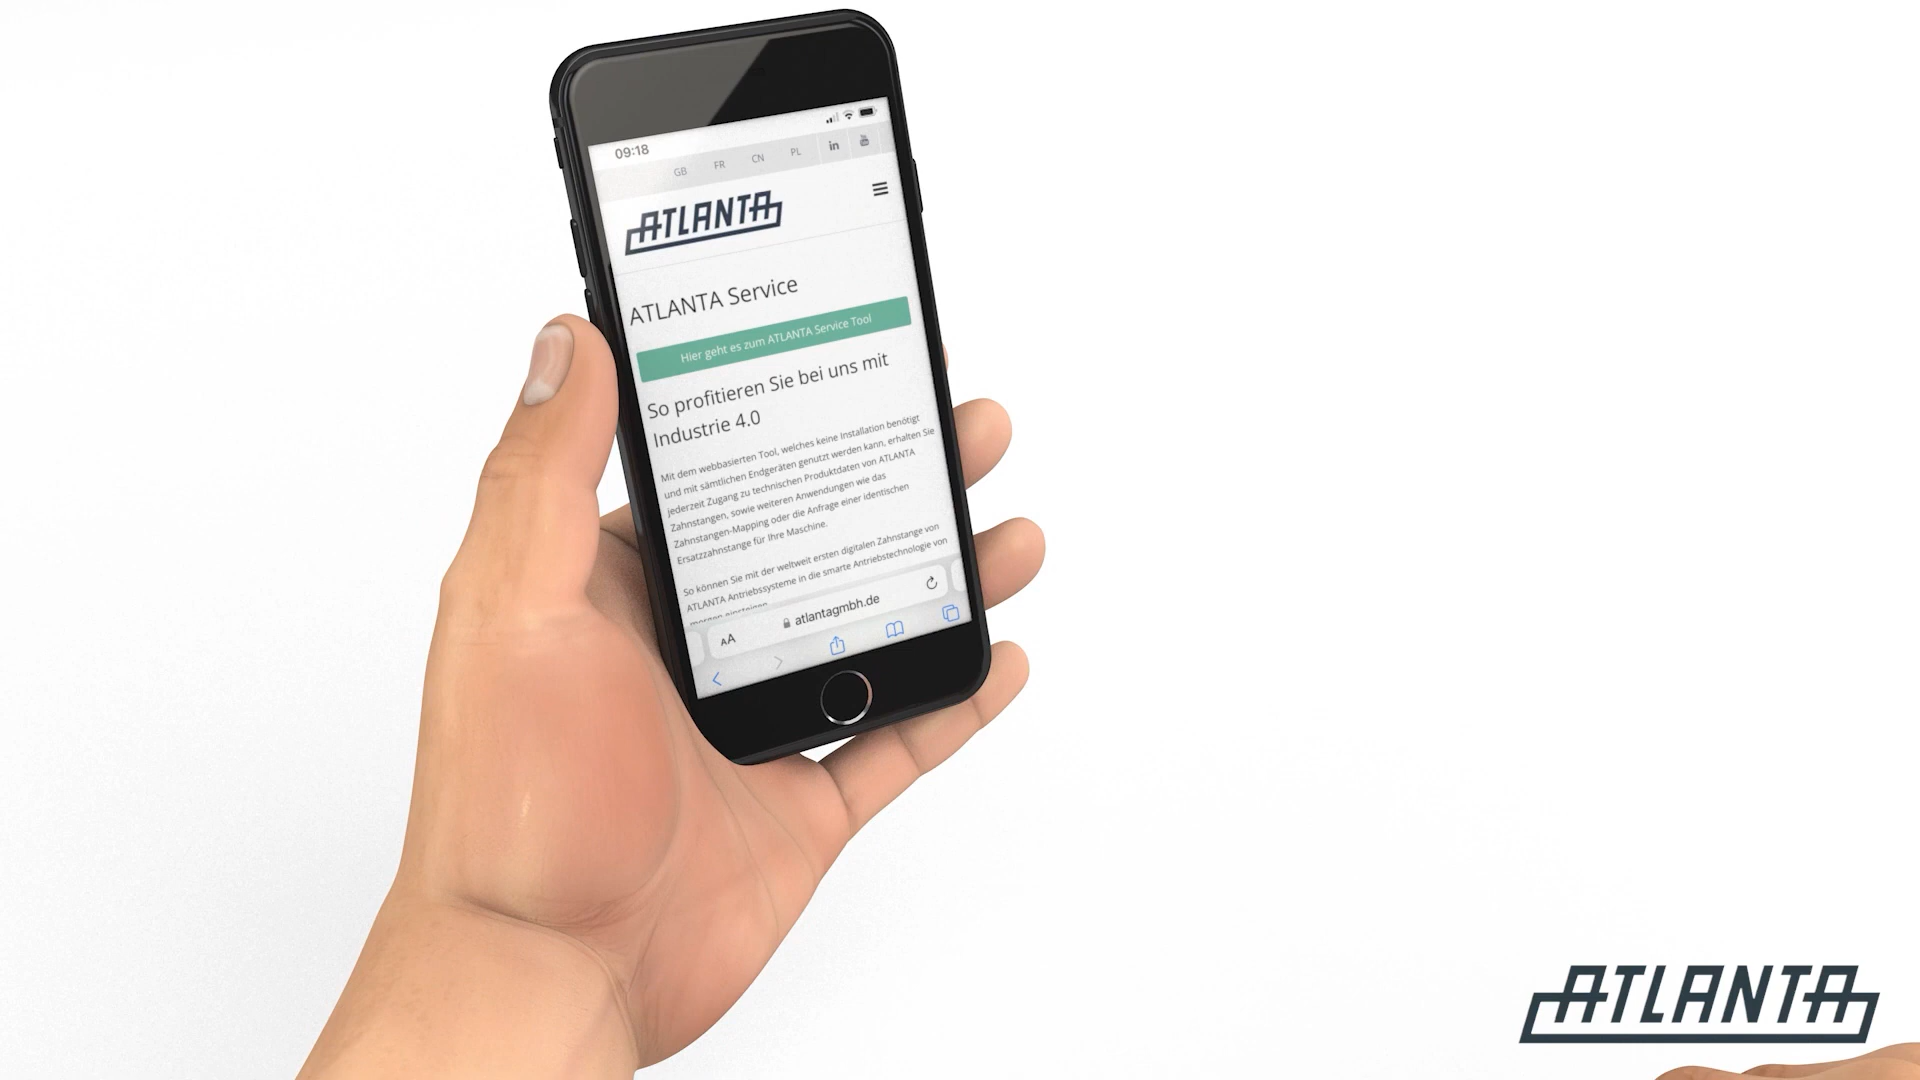 09:18
GB FR CN PL in You
ATLANTA
ATLANTA Service
Hier geht es zum ATLANTA Service Tool
So profitieren Sie bei uns mit
Industrie 4.0
Mit dem webbasierten Tool, welches keine Installation benötigt
und mit sämtlichen Endgeräten genutzt werden kann, erhalten Sie
jederzeit Zugang zu technischen Produktdaten von ATLANTA
Zahnstangen, sowie weiteren Anwendungen wie das
Zahnstangen-Mapping oder die Anfrage einer identischen
Ersatzzahnstange für Ihre Maschine.
So können Sie mit der weltweit ersten digitalen Zahnstange von
ATLANTA Antriebssysteme in die smarte Antriebstechnologie von
morgen einsteigen
AA atlantagmbh.de
ATLANTA